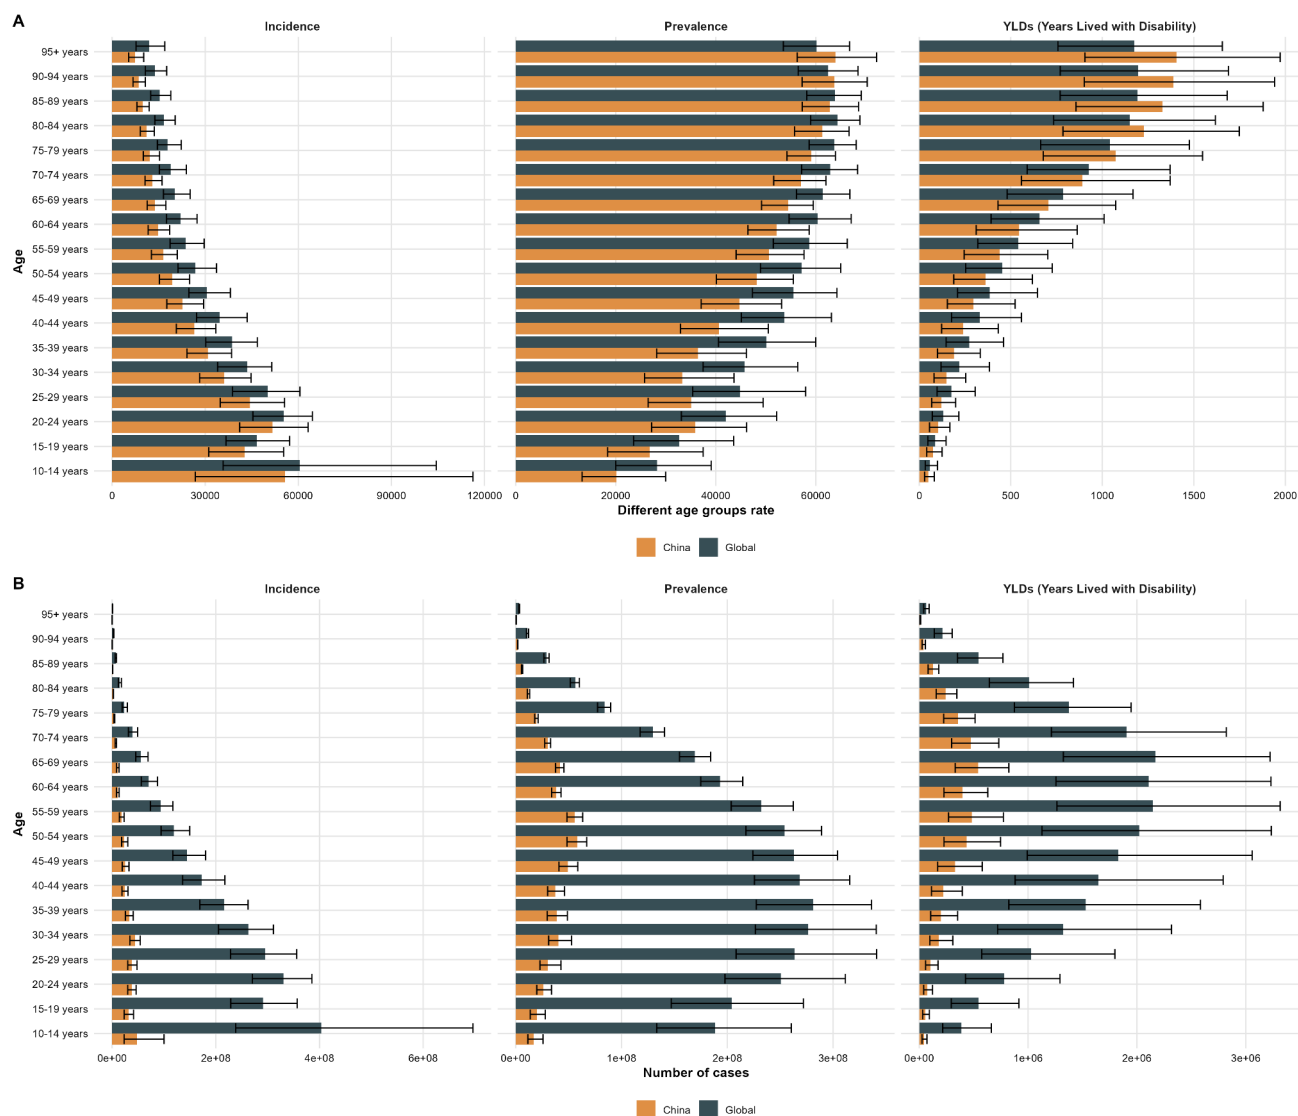 A
Incidence
Prevalence
YLDs (Years Lived with Disability)
Age
95+ years
90-94 years
85-89 years
80-84 years
75-79 years
70-74 years
65-69 years
60-64 years
55-59 years
50-54 years
45-49 years
40-44 years
35-39 years
30-34 years
25-29 years
20-24 years
15-19 years
10-14 years
0 30000 60000 90000 120000
0 20000 40000 60000
0 500 1000 1500 2000
Different age groups rate
China Global
B
Incidence
Prevalence
YLDs (Years Lived with Disability)
Age
95+ years
90-94 years
85-89 years
80-84 years
75-79 years
70-74 years
65-69 years
60-64 years
55-59 years
50-54 years
45-49 years
40-44 years
35-39 years
30-34 years
25-29 years
20-24 years
15-19 years
10-14 years
0e+00 2e+08 4e+08 6e+08
0e+00 1e+08 2e+08 3e+08
0e+00 1e+06 2e+06 3e+06
Number of cases
China Global